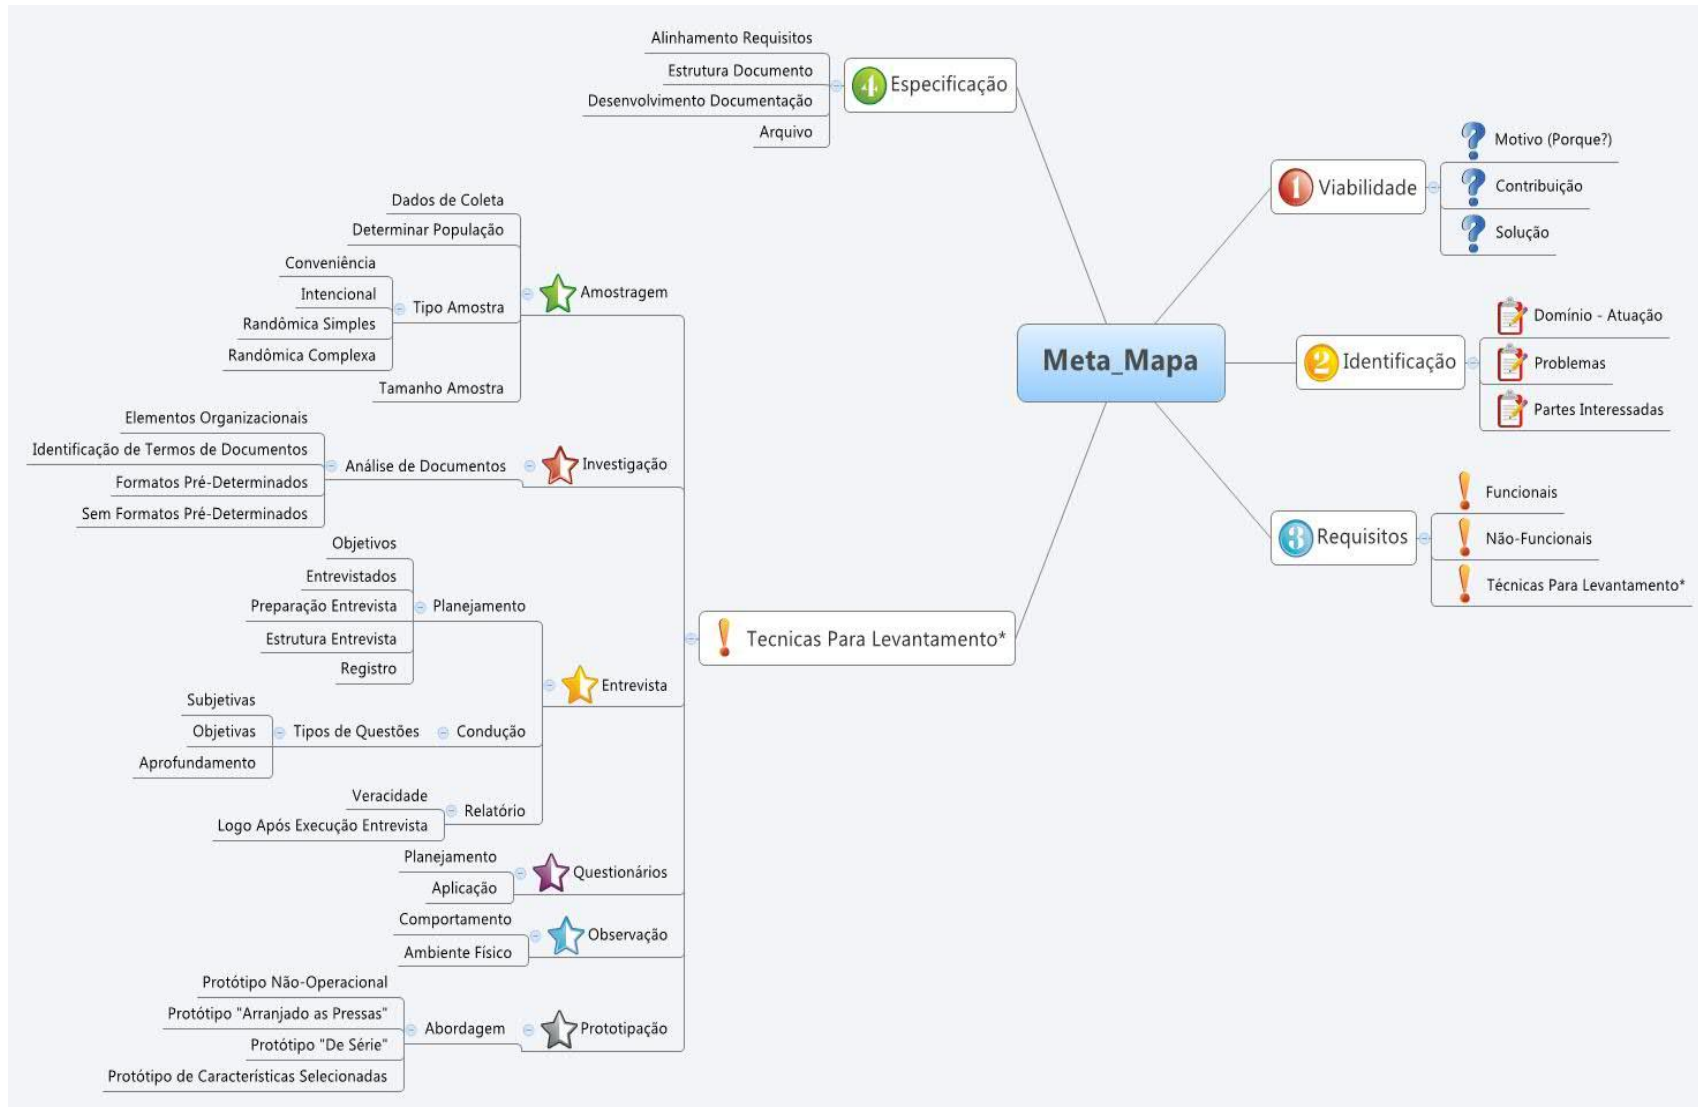 Meta_Mapa
1 Viabilidade
Motivo (Porque?)
Contribuição
Solução
2 Identificação
Domínio - Atuação
Problemas
Partes Interessadas
3 Requisitos
Funcionais
Não-Funcionais
Técnicas Para Levantamento*
4 Especificação
Alinhamento Requisitos
Estrutura Documento
Desenvolvimento Documentação
Arquivo
Tecnicas Para Levantamento*
Amostragem
Dados de Coleta
Determinar População
Tipo Amostra
Conveniência
Intencional
Randômica Simples
Randômica Complexa
Tamanho Amostra
Investigação
Análise de Documentos
Elementos Organizacionais
Identificação de Termos de Documentos
Formatos Pré-Determinados
Sem Formatos Pré-Determinados
Entrevista
Planejamento
Objetivos
Entrevistados
Preparação Entrevista
Estrutura Entrevista
Registro
Condução
Tipos de Questões
Subjetivas
Objetivas
Aprofundamento
Relatório
Veracidade
Logo Após Execução Entrevista
Questionários
Planejamento
Aplicação
Observação
Comportamento
Ambiente Físico
Prototipação
Abordagem
Protótipo Não-Operacional
Protótipo "Arranjado as Pressas"
Protótipo "De Série"
Protótipo de Características Selecionadas